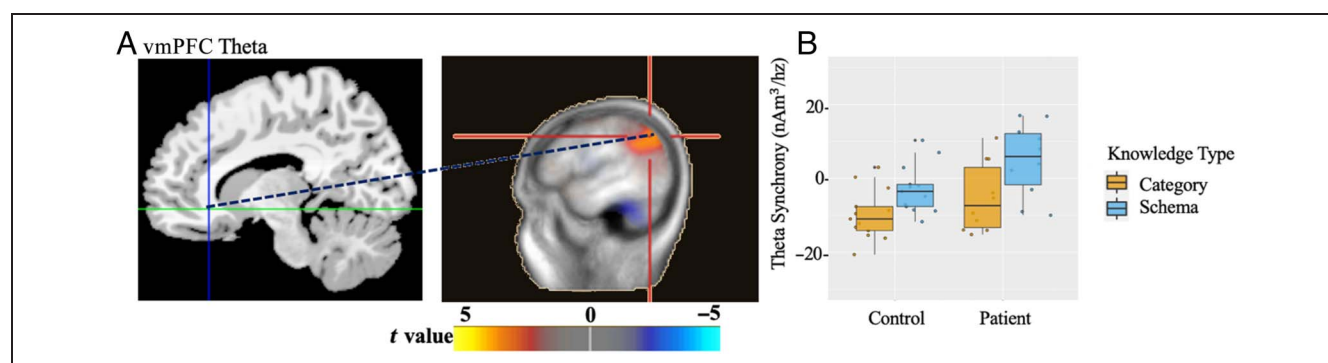 A vmPFC Theta
5 0 −5
t value
B
Theta Synchrony (nAm³/hz)
20
0
−20
Control Patient
Knowledge Type
Category
Schema